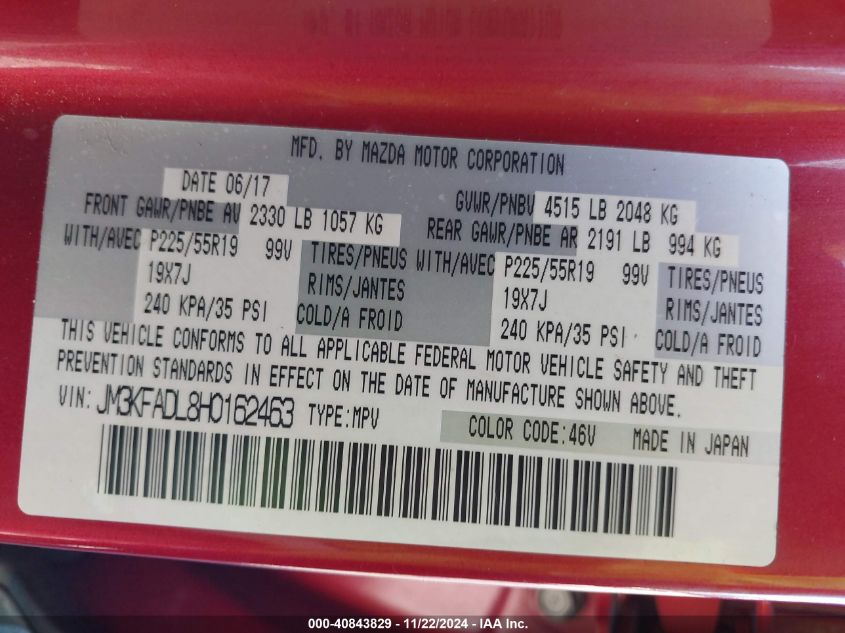 MFD. BY MAZDA MOTOR CORPORATION
DATE 06/17 GVWR/PNBV 4515 LB 2048 KG
FRONT GAWR/PNBE AV 2330 LB 1057 KG REAR GAWR/PNBE AR 2191 LB 994 KG
WITH/AVEC P225/55R19 99V TIRES/PNEUS WITH/AVEC P225/55R19 99V TIRES/PNEUS
19X7J RIMS/JANTES 19X7J RIMS/JANTES
240 KPA/35 PSI COLD/A FROID 240 KPA/35 PSI COLD/A FROID
THIS VEHICLE CONFORMS TO ALL APPLICABLE FEDERAL MOTOR VEHICLE SAFETY AND THEFT
PREVENTION STANDARDS IN EFFECT ON THE DATE OF MANUFACTURE SHOWN ABOVE.
VIN: JM3KFADL8H0162463 TYPE:MPV COLOR CODE:46V MADE IN JAPAN
000-40843829 - 11/22/2024 - IAA Inc.